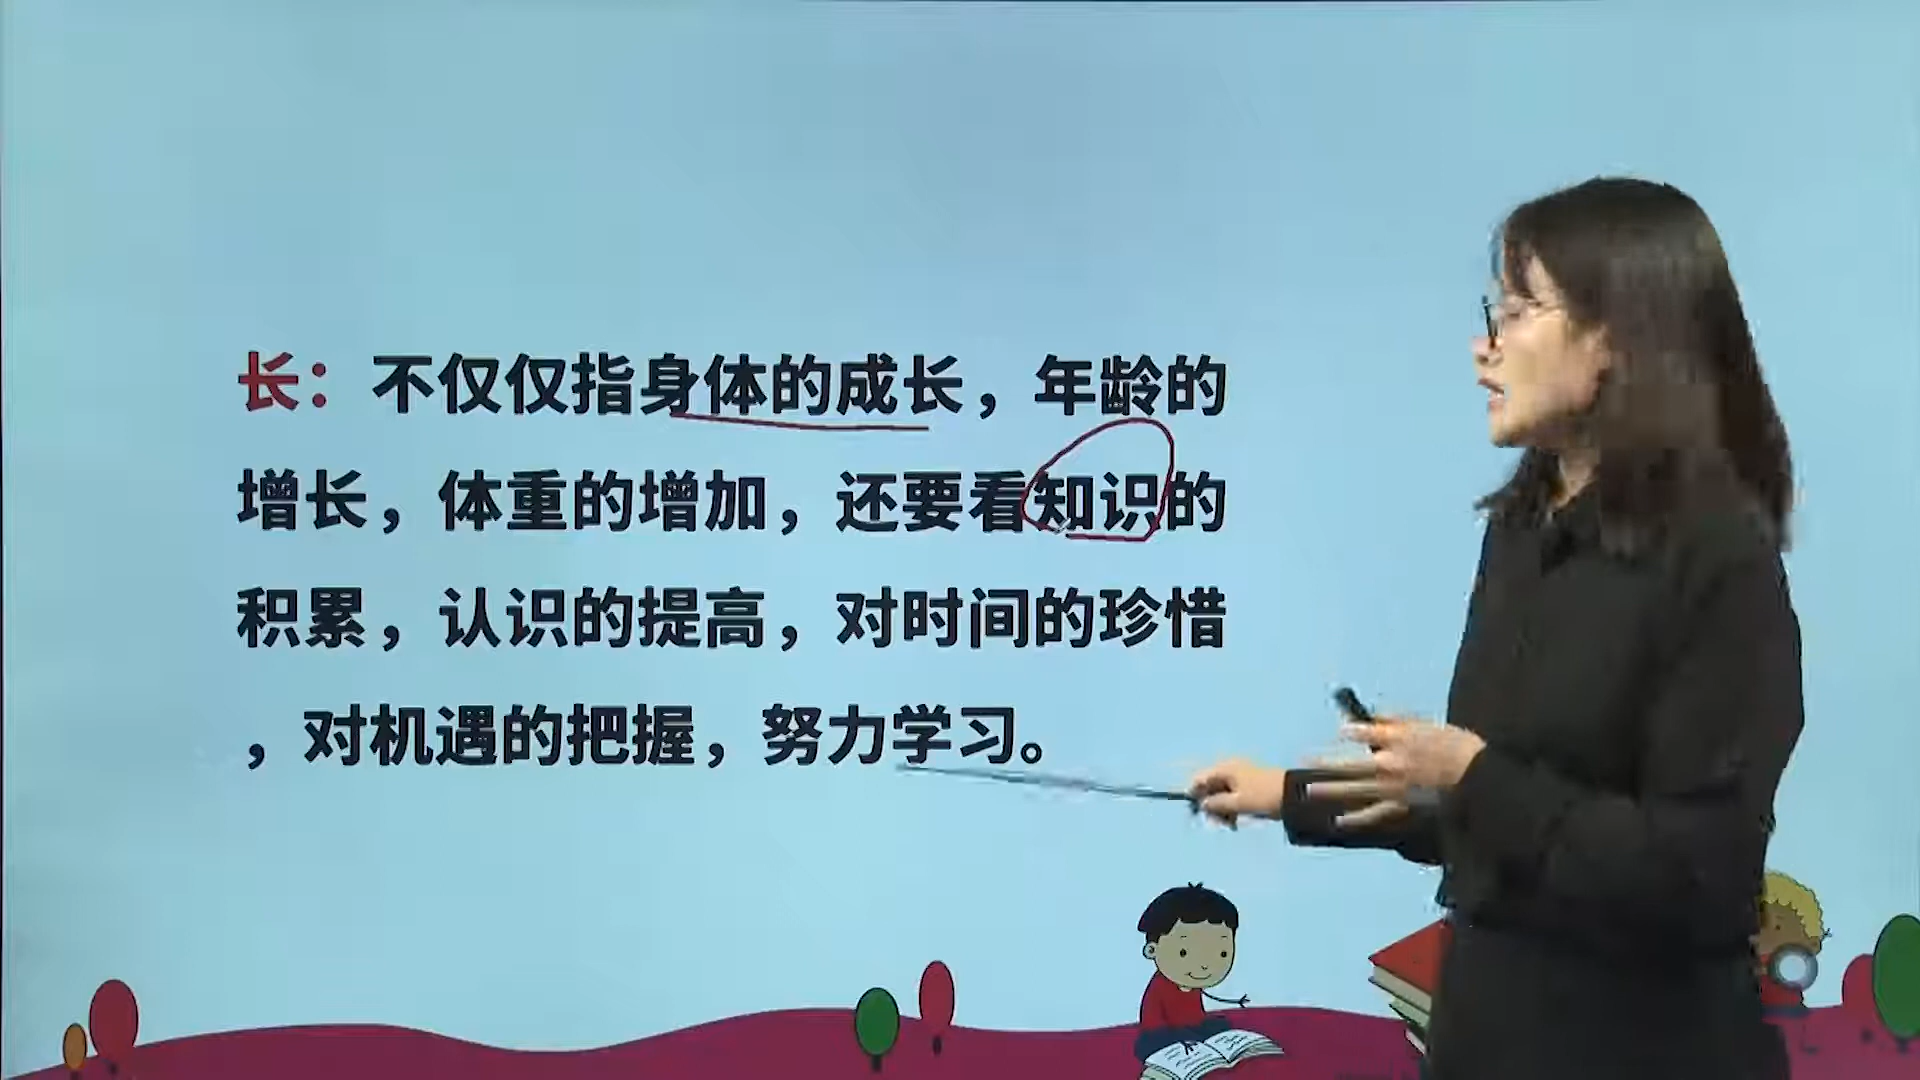 长：不仅仅指身体的成长，年龄的
增长，体重的增加，还要看知识的
积累，认识的提高，对时间的珍惜
，对机遇的把握，努力学习。